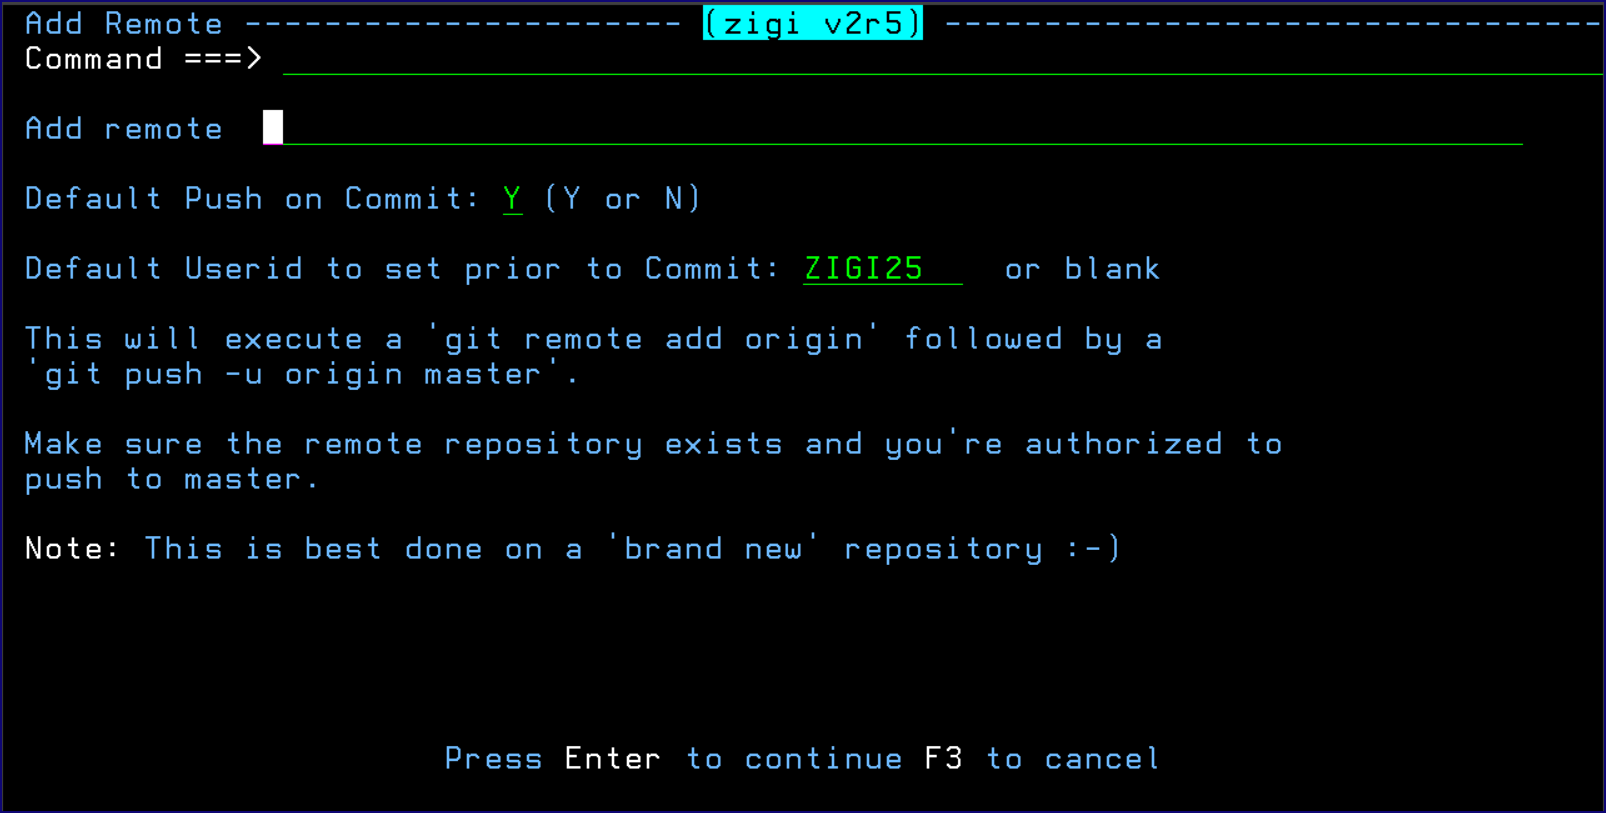 Add Remote ---------------------- (zigi v2r5) ---------------------------------
Command ===>
Add remote
Default Push on Commit: Y (Y or N)
Default Userid to set prior to Commit: ZIGI25 or blank
This will execute a 'git remote add origin' followed by a
'git push -u origin master'.
Make sure the remote repository exists and you're authorized to
push to master.
Note: This is best done on a 'brand new' repository :-)
Press Enter to continue F3 to cancel